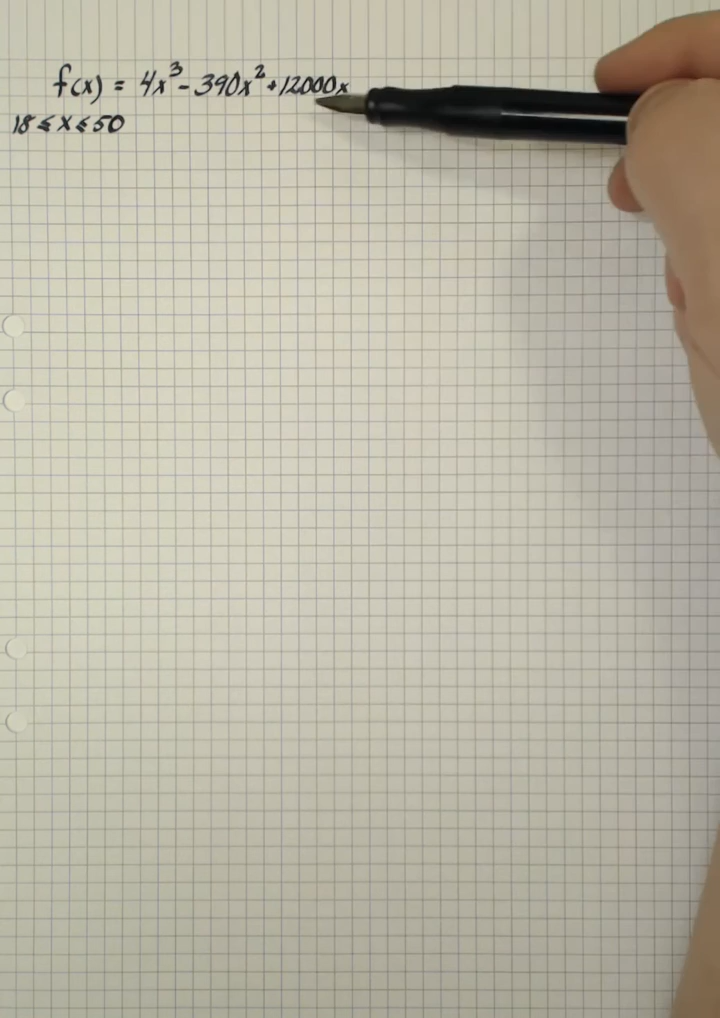 f(x) = 4x³ - 390x² + 12000x
18 ≤ x ≤ 50